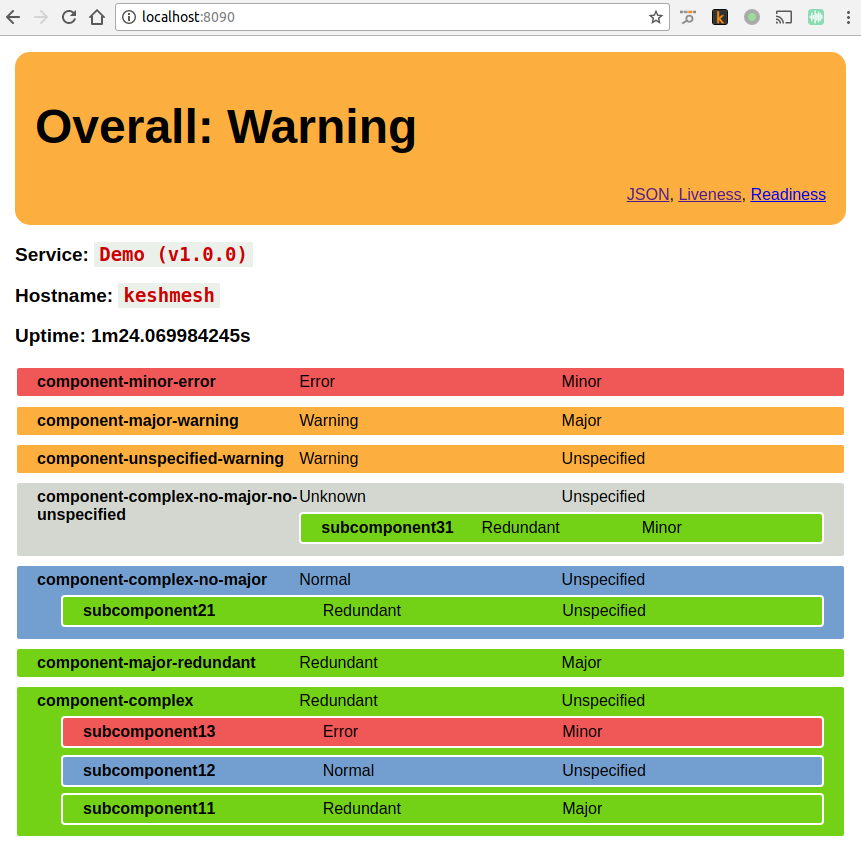 localhost:8090
Overall: Warning
JSON, Liveness, Readiness
Service: Demo (v1.0.0)
Hostname: keshmesh
Uptime: 1m24.069984245s
component-minor-error Error Minor
component-major-warning Warning Major
component-unspecified-warning Warning Unspecified
component-complex-no-major-no- Unknown Unspecified
unspecified
subcomponent31 Redundant Minor
component-complex-no-major Normal Unspecified
subcomponent21 Redundant Unspecified
component-major-redundant Redundant Major
component-complex Redundant Unspecified
subcomponent13 Error Minor
subcomponent12 Normal Unspecified
subcomponent11 Redundant Major